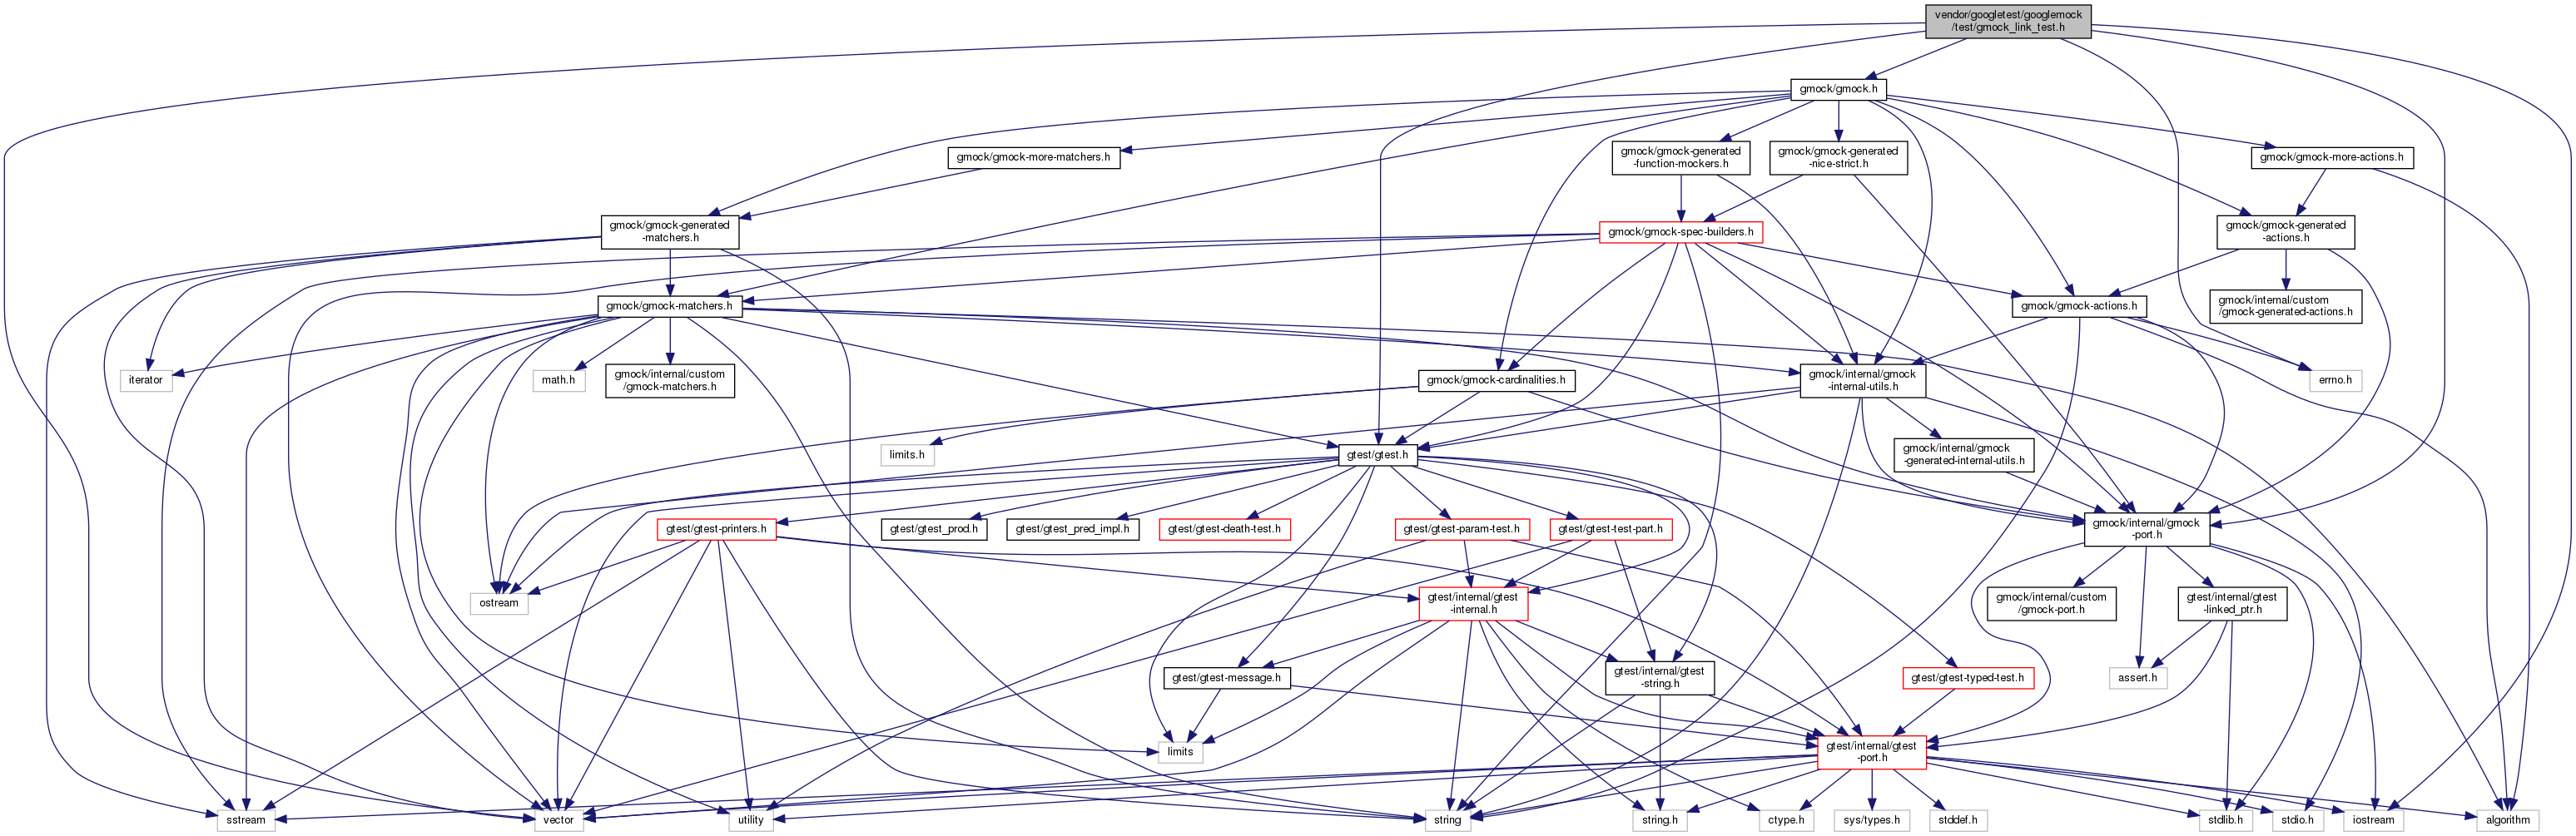 vendor/googletest/googlemock
/test/gmock_link_test.h
gmock/gmock.h
gmock/gmock-more-matchers.h
gmock/gmock-generated
-function-mockers.h
gmock/gmock-generated
-nice-strict.h
gmock/gmock-more-actions.h
gmock/gmock-generated
-matchers.h
gmock/gmock-spec-builders.h
gmock/gmock-generated
-actions.h
gmock/gmock-matchers.h
gmock/gmock-actions.h
gmock/internal/custom
/gmock-generated-actions.h
iterator
math.h
gmock/internal/custom
/gmock-matchers.h
gmock/gmock-cardinalities.h
gmock/internal/gmock
-internal-utils.h
errno.h
limits.h
gtest/gtest.h
gmock/internal/gmock
-generated-internal-utils.h
gtest/gtest-printers.h
gtest/gtest_prod.h
gtest/gtest_pred_impl.h
gtest/gtest-death-test.h
gtest/gtest-param-test.h
gtest/gtest-test-part.h
gmock/internal/gmock
-port.h
ostream
gtest/internal/gtest
-internal.h
gmock/internal/custom
/gmock-port.h
gtest/internal/gtest
-linked_ptr.h
gtest/gtest-message.h
gtest/internal/gtest
-string.h
gtest/gtest-typed-test.h
assert.h
limits
gtest/internal/gtest
-port.h
sstream
vector
utility
string
string.h
ctype.h
sys/types.h
stddef.h
stdlib.h
stdio.h
iostream
algorithm